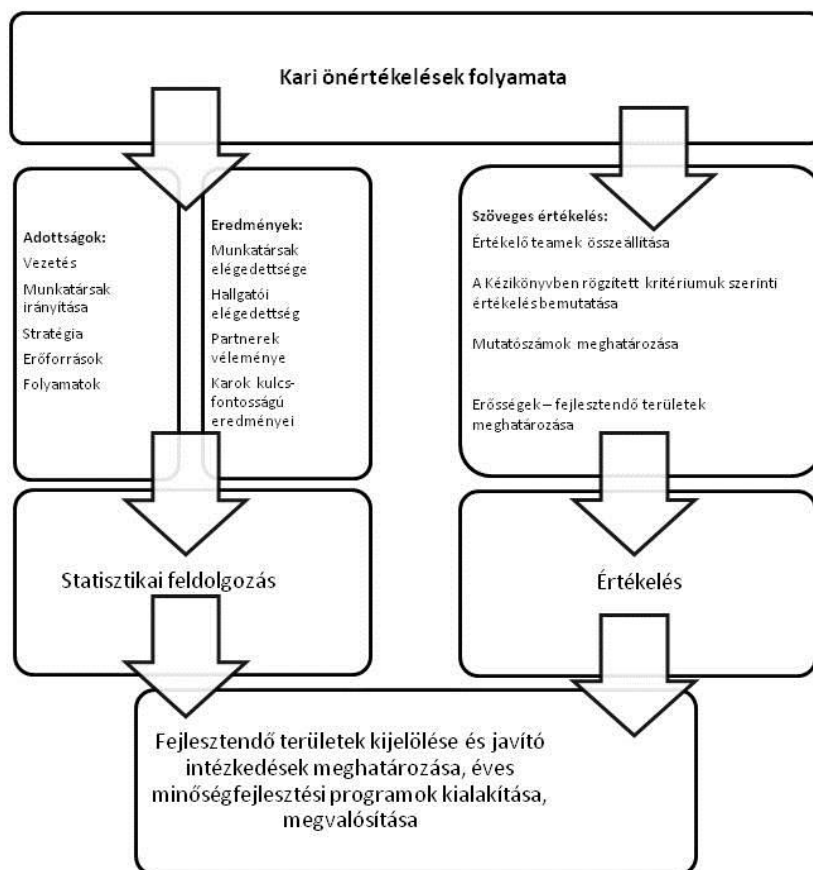 Kari önértékelések folyamata
Adottságok:
Vezetés
Munkatársak
irányítása
Stratégia
Erőforrások
Folyamatok
Eredmények:
Munkatársak
elégedettsége
Hallgatói
elégedettség
Partnerek
véleménye
Karok kulcs-
fontosságú
eredményei
Szöveges értékelés:
Értékelő teamek összeállítása
A Kézikönyvben rögzített kritériumuk szerinti
értékelés bemutatása
Mutatószámok meghatározása
Erősségek – fejlesztendő területek
meghatározása
Statisztikai feldolgozás
Értékelés
Fejlesztendő területek kijelölése és javító
intézkedések meghatározása, éves
minőségfejlesztési programok kialakítása,
megvalósítása